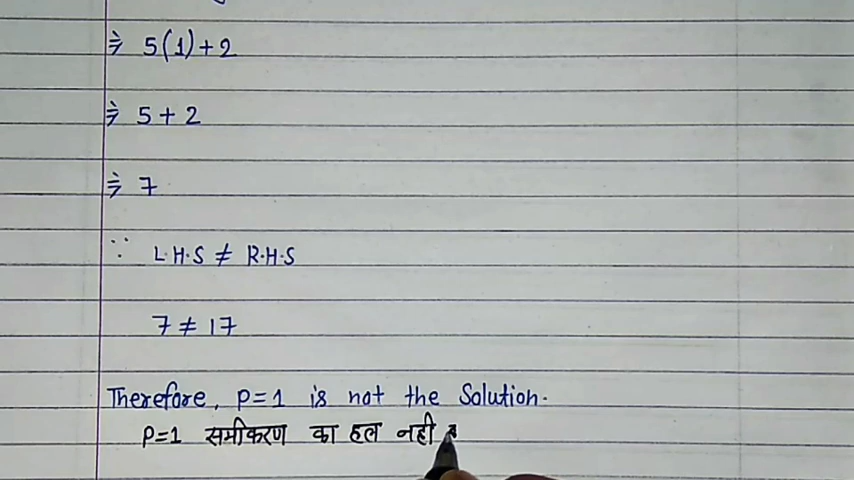 ⇒ 5(1)+2
⇒ 5+2
⇒ 7
∵ L.H.S ≠ R.H.S
7 ≠ 17
Therefore, p=1 is not the Solution.
P=1 समीकरण का हल नही